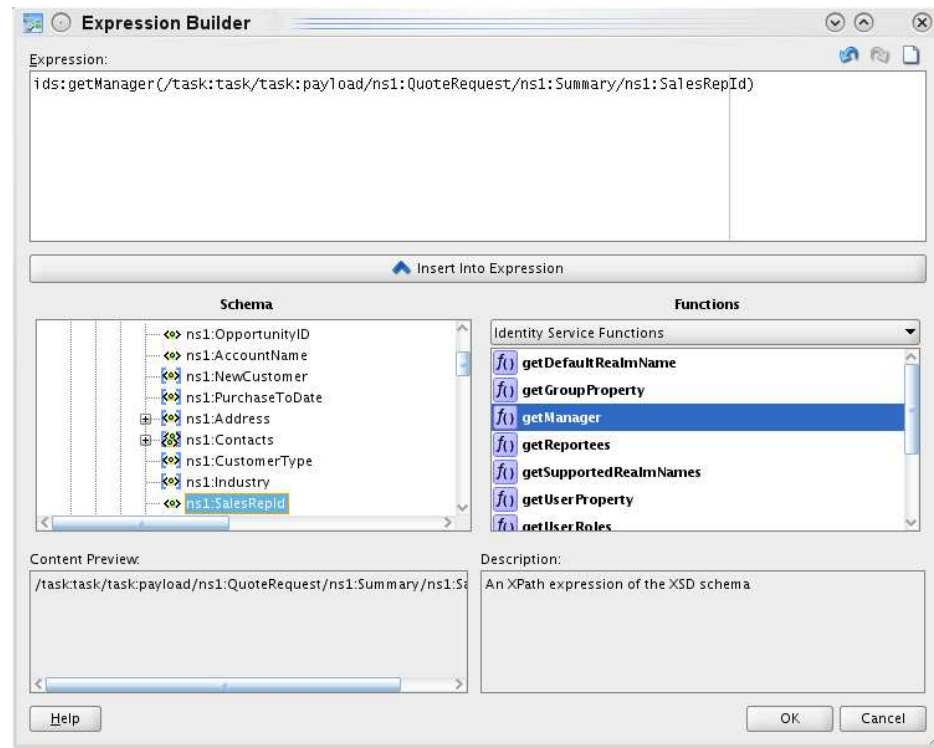 Expression Builder
Expression:
ids:getManager(/task:task/task:payload/ns1:QuoteRequest/ns1:Summary/ns1:SalesRepId)
Insert Into Expression
Schema
ns1:OpportunityID
ns1:AccountName
ns1:NewCustomer
ns1:PurchaseToDate
ns1:Address
ns1:Contacts
ns1:CustomerType
ns1:Industry
ns1:SalesRepId
Functions
Identity Service Functions
getDefaultRealmName
getGroupProperty
getManager
getReportees
getSupportedRealmNames
getUserProperty
getUserRoles
Content Preview:
/task:task/task:payload/ns1:QuoteRequest/ns1:Summary/ns1:Sa
Description:
An XPath expression of the XSD schema
Help
OK
Cancel